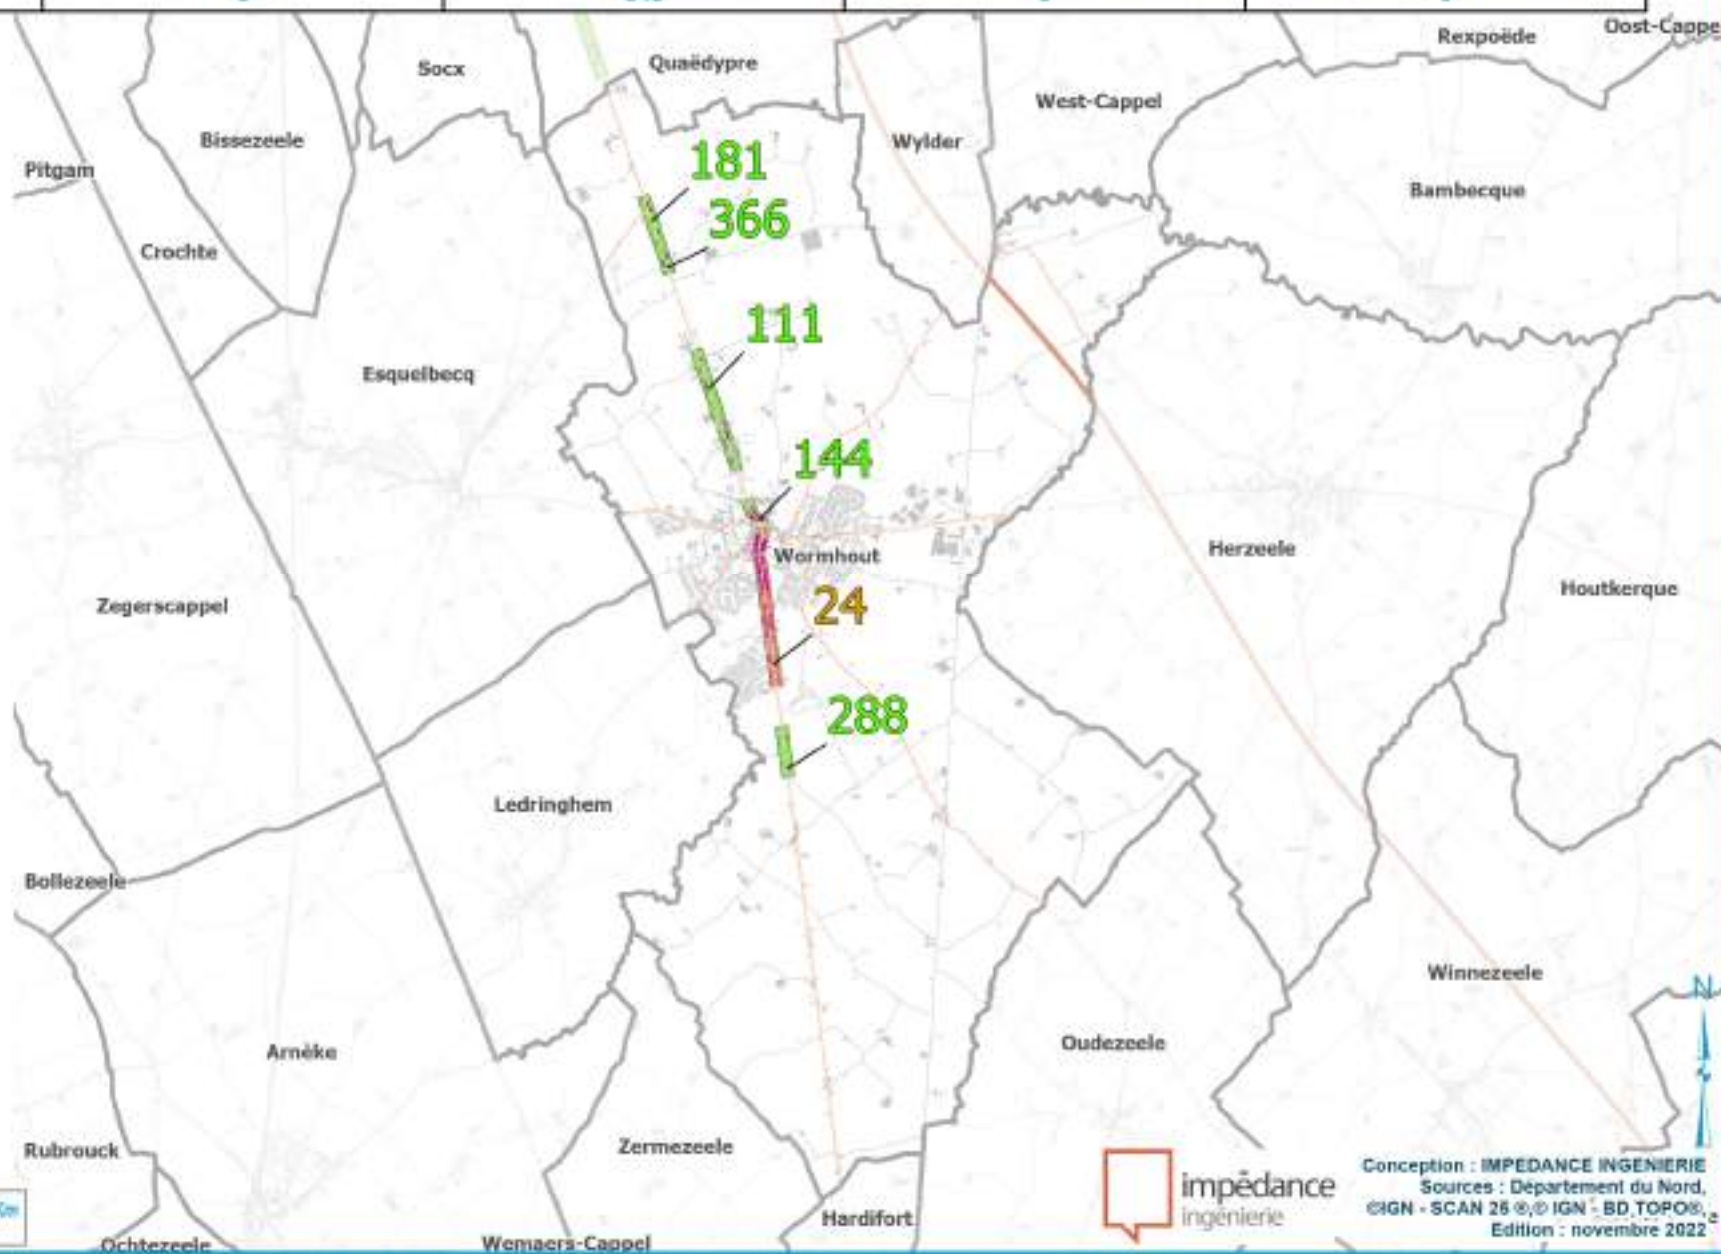 Oost-Cappe
Rexpoëde
Quaëdypre
Socx
West-Cappel
Bissezeele
Wylder
181
Pitgam
Bambecque
366
Crochte
111
Esquelbecq
144
Herzeele
Wormhout
Houtkerque
Zegerscappel
24
288
Ledringhem
Bollezeele
Winnezeele
N
Oudezeele
Arnèke
Zermezeele
Rubrouck
impédance
ingénierie
Conception : IMPEDANCE INGENIERIE
Sources : Département du Nord,
©IGN - SCAN 25 ®,© IGN - BD TOPO®,
Edition : novembre 2022
Km
Hardifort
Ochtezeele
Wemaers-Cappel